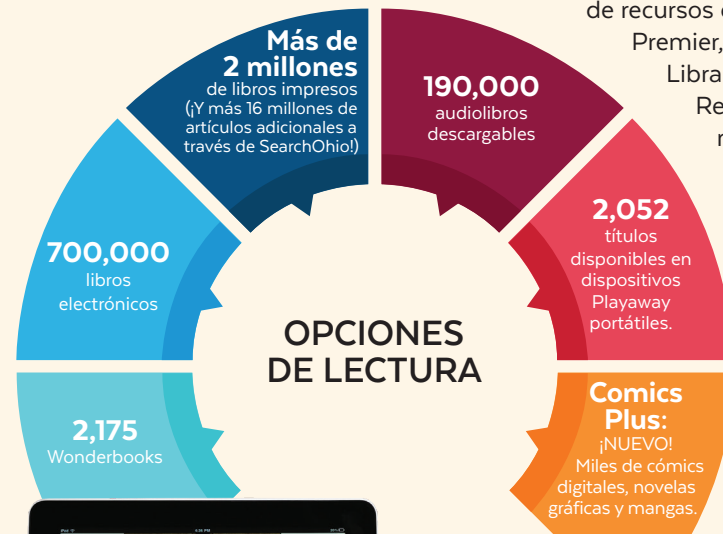 de recursos
Premier,
Más de
2 millones
de libros impresos
(¡Y más 16 millones de
artículos adicionales a
través de SearchOhio!)
190,000
audiolibros
descargables
2,052
títulos
disponibles en
dispositivos
Playaway
portátiles.
700,000
libros
electrónicos
OPCIONES
DE LECTURA
2,175
Wonderbooks
Comics
Plus:
¡NUEVO!
Miles de cómics
digitales, novelas
gráficas y mangas.